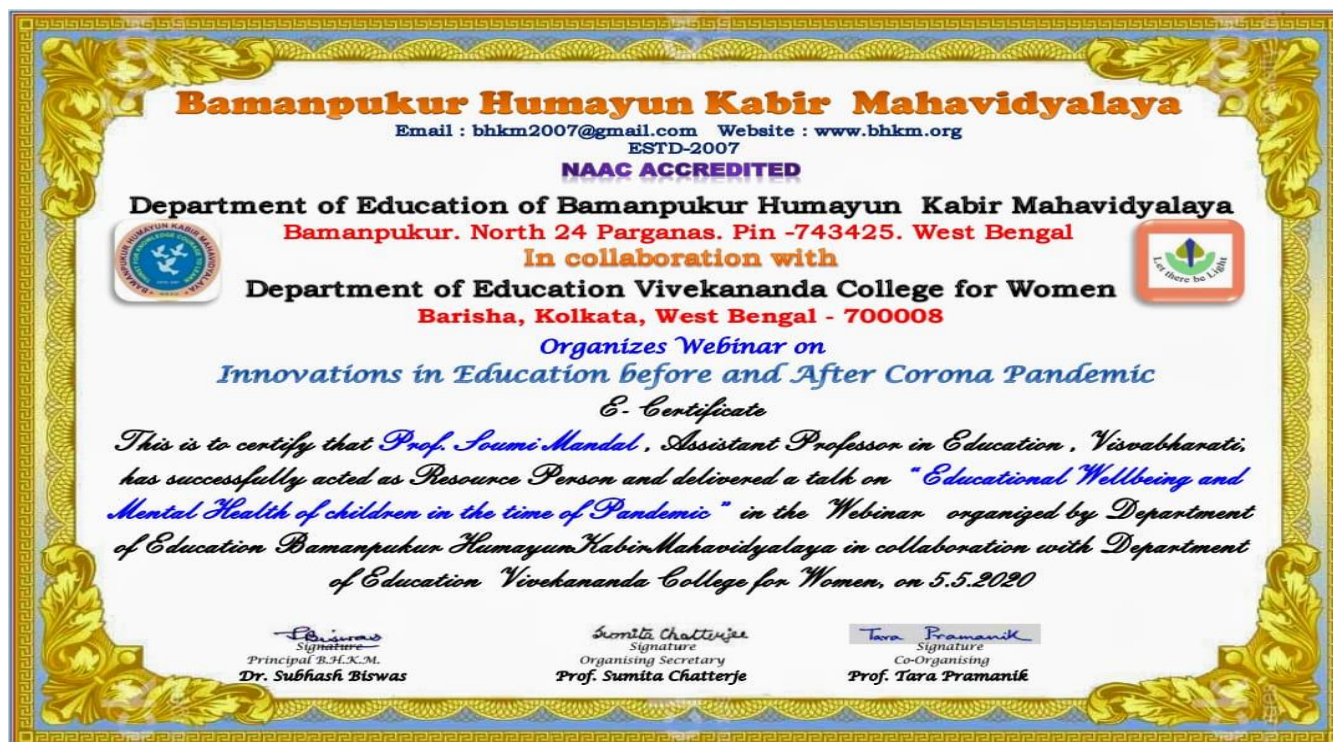 Bamanpukur Humayun Kabir Mahavidyalaya
Email : bhkm2007@gmail.com Website : www.bhkm.org
ESTD-2007
NAAC ACCREDITED
Department of Education of Bamanpukur Humayun Kabir Mahavidyalaya
Bamanpukur. North 24 Parganas. Pin -743425. West Bengal
In collaboration with
Department of Education Vivekananda College for Women
Barisha, Kolkata, West Bengal - 700008
BAMANPUKUR HUMAYUN KABIR MAHAVIDYALAYA
Let there be Light
Organizes Webinar on
Innovations in Education before and After Corona Pandemic
E- Certificate
This is to certify that Prof. Soumi Mandal , Assistant Professor in Education , Visvabharati,
has successfully acted as Resource Person and delivered a talk on "Educational Wellbeing and
Mental Health of children in the time of Pandemic " in the Webinar organized by Department
of Education Bamanpukur HumayunKabirMahavidyalaya in collaboration with Department
of Education Vivekananda College for Women, on 5.5.2020
SBiswas
Signature
Principal B.H.K.M.
Dr. Subhash Biswas
Sumita Chatterjee
Signature
Organising Secretary
Prof. Sumita Chatterje
Tara Pramanik
Signature
Co-Organising
Prof. Tara Pramanik